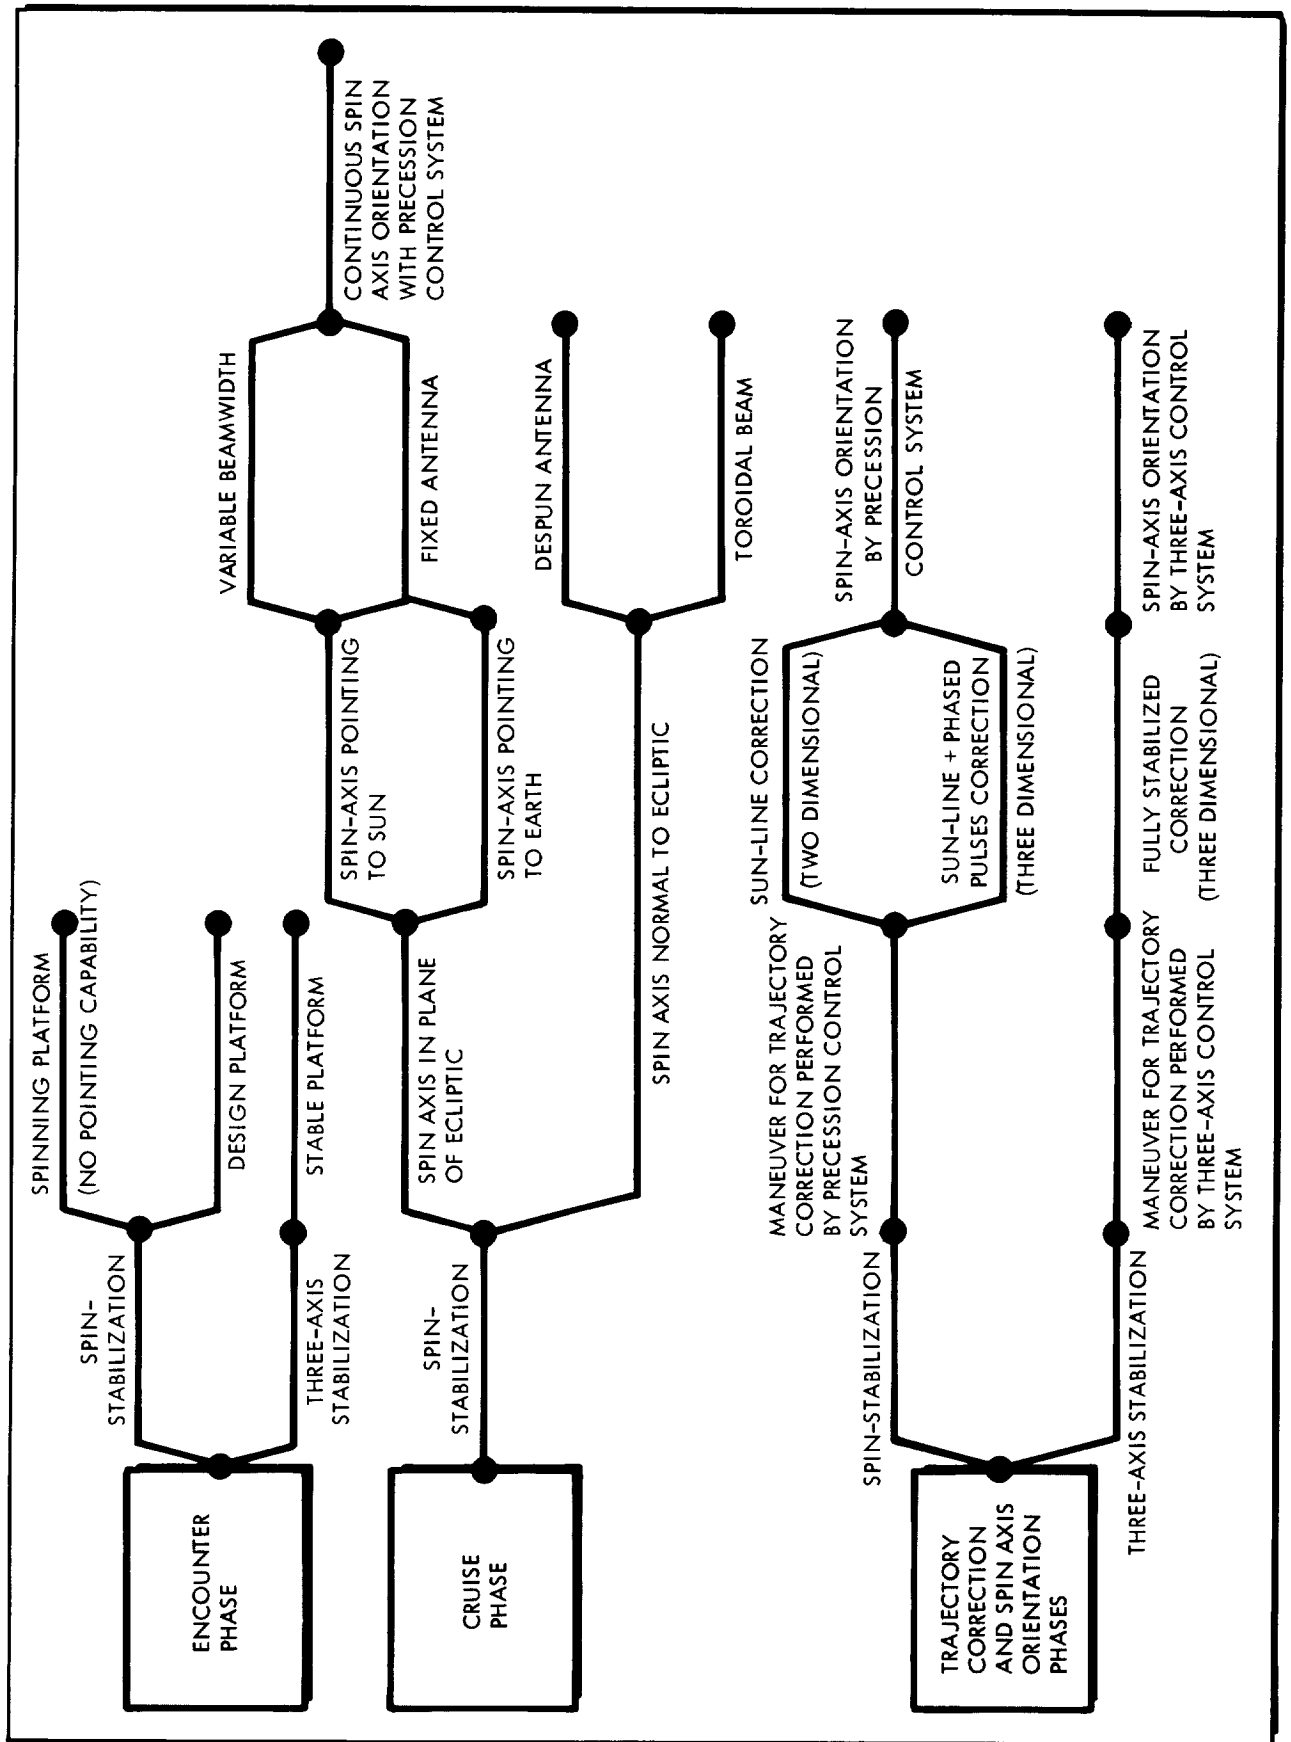 ENCOUNTER
PHASE
SPIN-
STABILIZATION
SPINNING PLATFORM
(NO POINTING CAPABILITY)
DESIGN PLATFORM
THREE-AXIS
STABILIZATION
STABLE PLATFORM
CRUISE
PHASE
SPIN-
STABILIZATION
SPIN AXIS IN PLANE
OF ECLIPTIC
SPIN-AXIS POINTING
TO SUN
SPIN-AXIS POINTING
TO EARTH
VARIABLE BEAMWIDTH
FIXED ANTENNA
CONTINUOUS SPIN
AXIS ORIENTATION
WITH PRECESSION
CONTROL SYSTEM
SPIN AXIS NORMAL TO ECLIPTIC
DESPUN ANTENNA
TOROIDAL BEAM
TRAJECTORY
CORRECTION
AND SPIN AXIS
ORIENTATION
PHASES
SPIN-STABILIZATION
MANEUVER FOR TRAJECTORY
CORRECTION PERFORMED
BY PRECESSION CONTROL
SYSTEM
SUN-LINE CORRECTION
(TWO DIMENSIONAL)
SUN-LINE + PHASED
PULSES CORRECTION
(THREE DIMENSIONAL)
SPIN-AXIS ORIENTATION
BY PRECESSION
CONTROL SYSTEM
THREE-AXIS STABILIZATION
MANEUVER FOR TRAJECTORY
CORRECTION PERFORMED
BY THREE-AXIS CONTROL
SYSTEM
FULLY STABILIZED
CORRECTION
(THREE DIMENSIONAL)
SPIN-AXIS ORIENTATION
BY THREE-AXIS CONTROL
SYSTEM